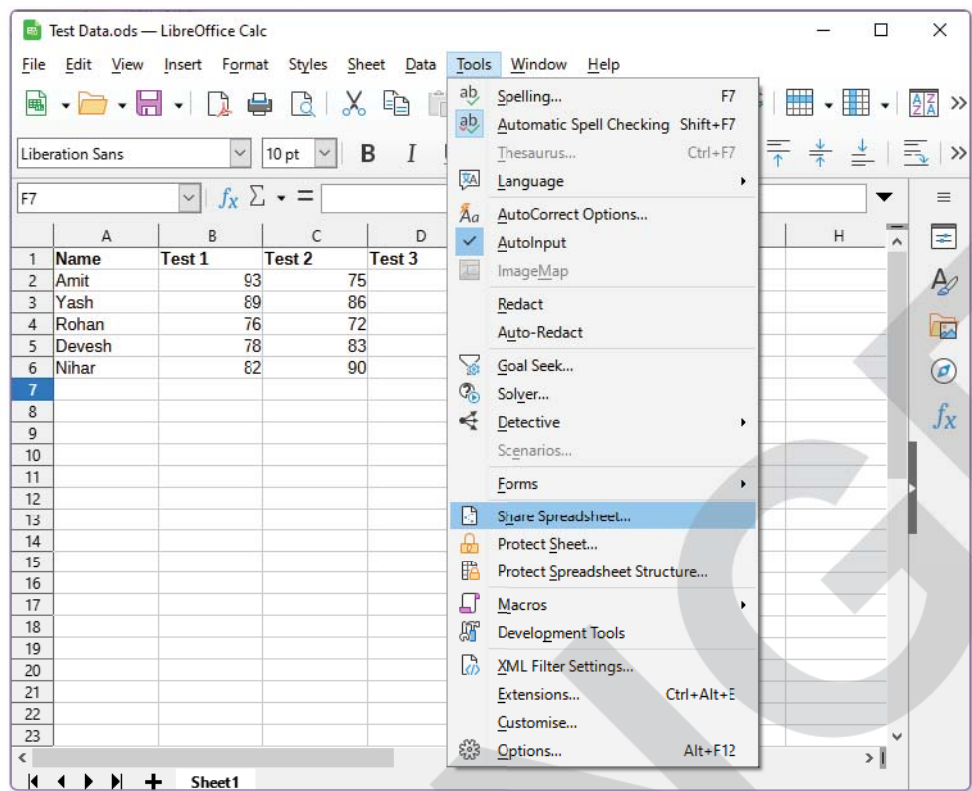 Test Data.ods — LibreOffice Calc
File Edit View Insert Format Styles Sheet Data Tools Window Help
Liberation Sans 10 pt B I
F7 fx Σ =
A B C D H
1 Name Test 1 Test 2 Test 3
2 Amit 93 75
3 Yash 89 86
4 Rohan 76 72
5 Devesh 78 83
6 Nihar 82 90
7
8
9
10
11
12
13
14
15
16
17
18
19
20
21
22
23
Spelling... F7
Automatic Spell Checking Shift+F7
Thesaurus... Ctrl+F7
Language
AutoCorrect Options...
AutoInput
ImageMap
Redact
Auto-Redact
Goal Seek...
Solver...
Detective
Scenarios...
Forms
Share Spreadsheet...
Protect Sheet...
Protect Spreadsheet Structure...
Macros
Development Tools
XML Filter Settings...
Extensions... Ctrl+Alt+E
Customise...
Options... Alt+F12
Sheet1